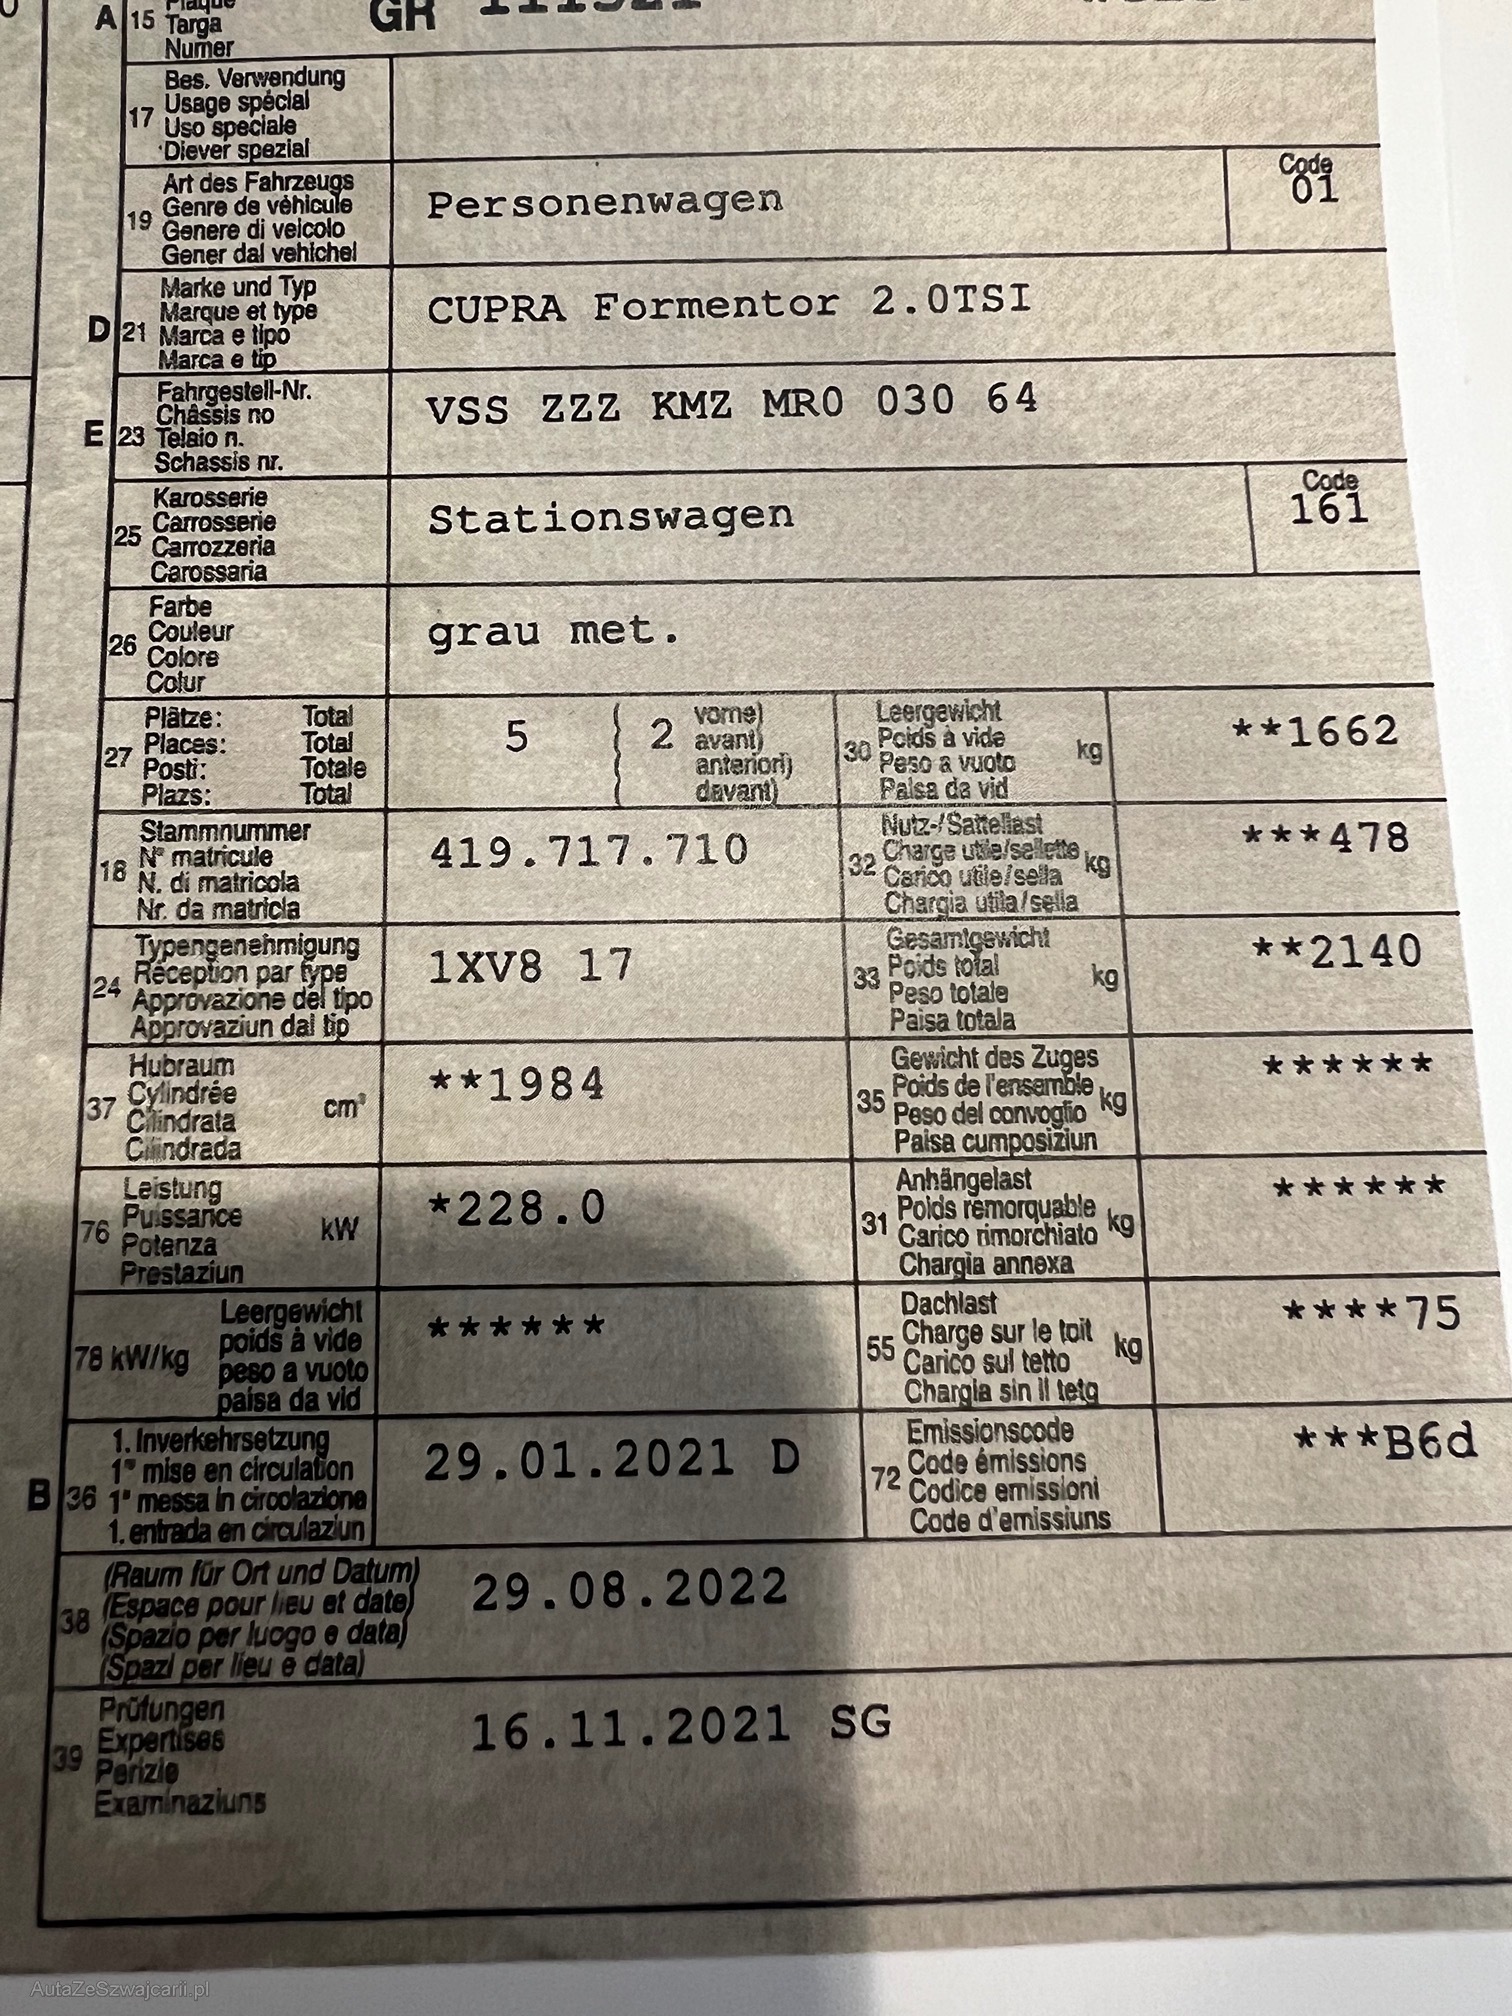 A 15 Plaque
Targa GR
Numer
17 Bes. Verwendung
Usage spécial
Uso speciale
Diever spezial
19 Art des Fahrzeugs
Genre de véhicule
Genere di veicolo
Gener dal vehichel
Personenwagen
Code
01
D 21 Marke und Typ
Marque et type
Marca e tipo
Marca e tip
CUPRA Formentor 2.0TSI
E 23 Fahrgestell-Nr.
Châssis no
Telaio n.
Schassis nr.
VSS ZZZ KMZ MR0 030 64
25 Karosserie
Carrosserie
Carrozzeria
Carossaria
Stationswagen
Code
161
26 Farbe
Couleur
Colore
Colur
grau met.
27 Plätze: Total
Places: Total
Posti: Totale
Plazs: Total
5 { 2 vorne)
avant)
anteriori)
davant)
30 Leergewicht
Poids à vide kg
Peso a vuoto
Paisa da vid
**1662
18 Stammnummer
N° matricule
N. di matricola
Nr. da matricla
419.717.710
32 Nutz-/Sattellast
Charge utile/sellette kg
Carico utile/sella
Chargia utila/sella
***478
24 Typengenehmigung
Réception par type
Approvazione del tipo
Approvaziun dal tip
1XV8 17
33 Gesamtgewicht
Poids total kg
Peso totale
Paisa totala
**2140
37 Hubraum
Cylindrée cm³
Cilindrata
Cilindrada
**1984
35 Gewicht des Zuges
Poids de l'ensemble kg
Peso del convoglio
Paisa cumposiziun
******
76 Leistung
Puissance kW
Potenza
Prestaziun
*228.0
31 Anhängelast
Poids remorquable kg
Carico rimorchiato
Chargia annexa
******
78 kW/kg Leergewicht
poids à vide
peso a vuoto
paisa da vid
******
55 Dachlast
Charge sur le toit kg
Carico sul tetto
Chargia sin il tetg
****75
B 36 1. Inverkehrsetzung
1re mise en circulation
1a messa in circolazione
1. entrada en circulaziun
29.01.2021 D
72 Emissionscode
Code émissions
Codice emissioni
Code d'emissiuns
***B6d
38 (Raum für Ort und Datum)
(Espace pour lieu et date)
(Spazio per luogo e data)
(Spazi per lieu e data)
29.08.2022
39 Prüfungen
Expertises
Perizie
Examinaziuns
16.11.2021 SG
AutaZeSzwajcarii.pl